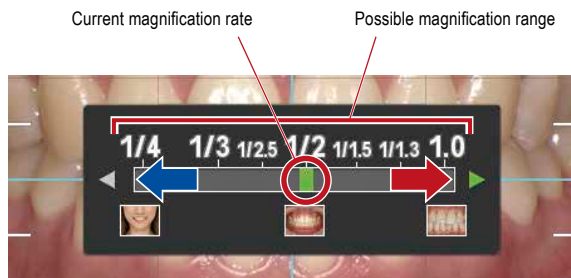 Current magnification rate
Possible magnification range
1/4 1/3 1/2.5 1/2 1/1.5 1/1.3 1.0